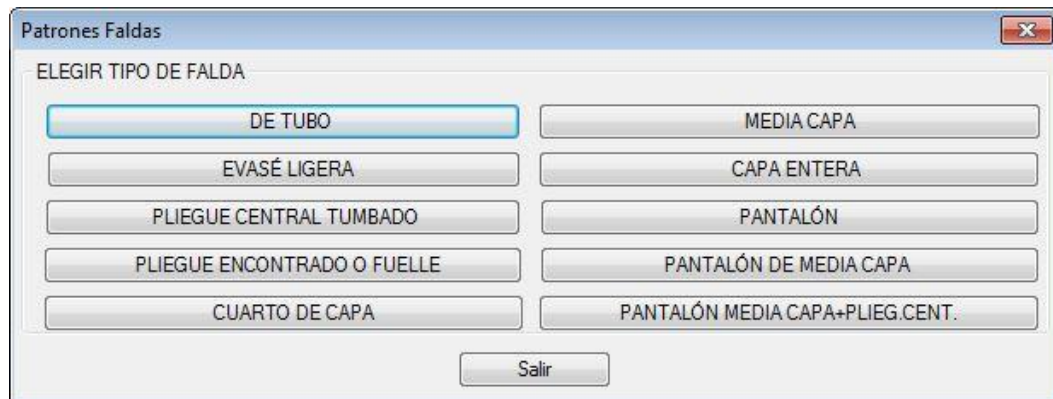 Patrones Faldas
ELEGIR TIPO DE FALDA
DE TUBO
MEDIA CAPA
EVASÉ LIGERA
CAPA ENTERA
PLIEGUE CENTRAL TUMBADO
PANTALÓN
PLIEGUE ENCONTRADO O FUELLE
PANTALÓN DE MEDIA CAPA
CUARTO DE CAPA
PANTALÓN MEDIA CAPA+PLIEG.CENT.
Salir